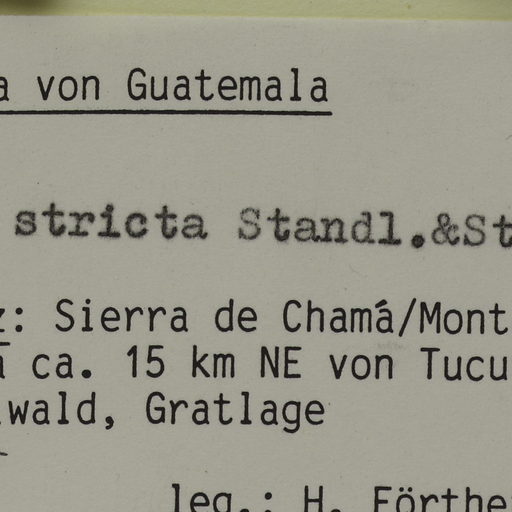 a von Guatemala
stricta Standl.&St
z: Sierra de Chamá/Mont
ca. 15 km NE von Tucu
wald, Gratlage
leg.: H. Förthe